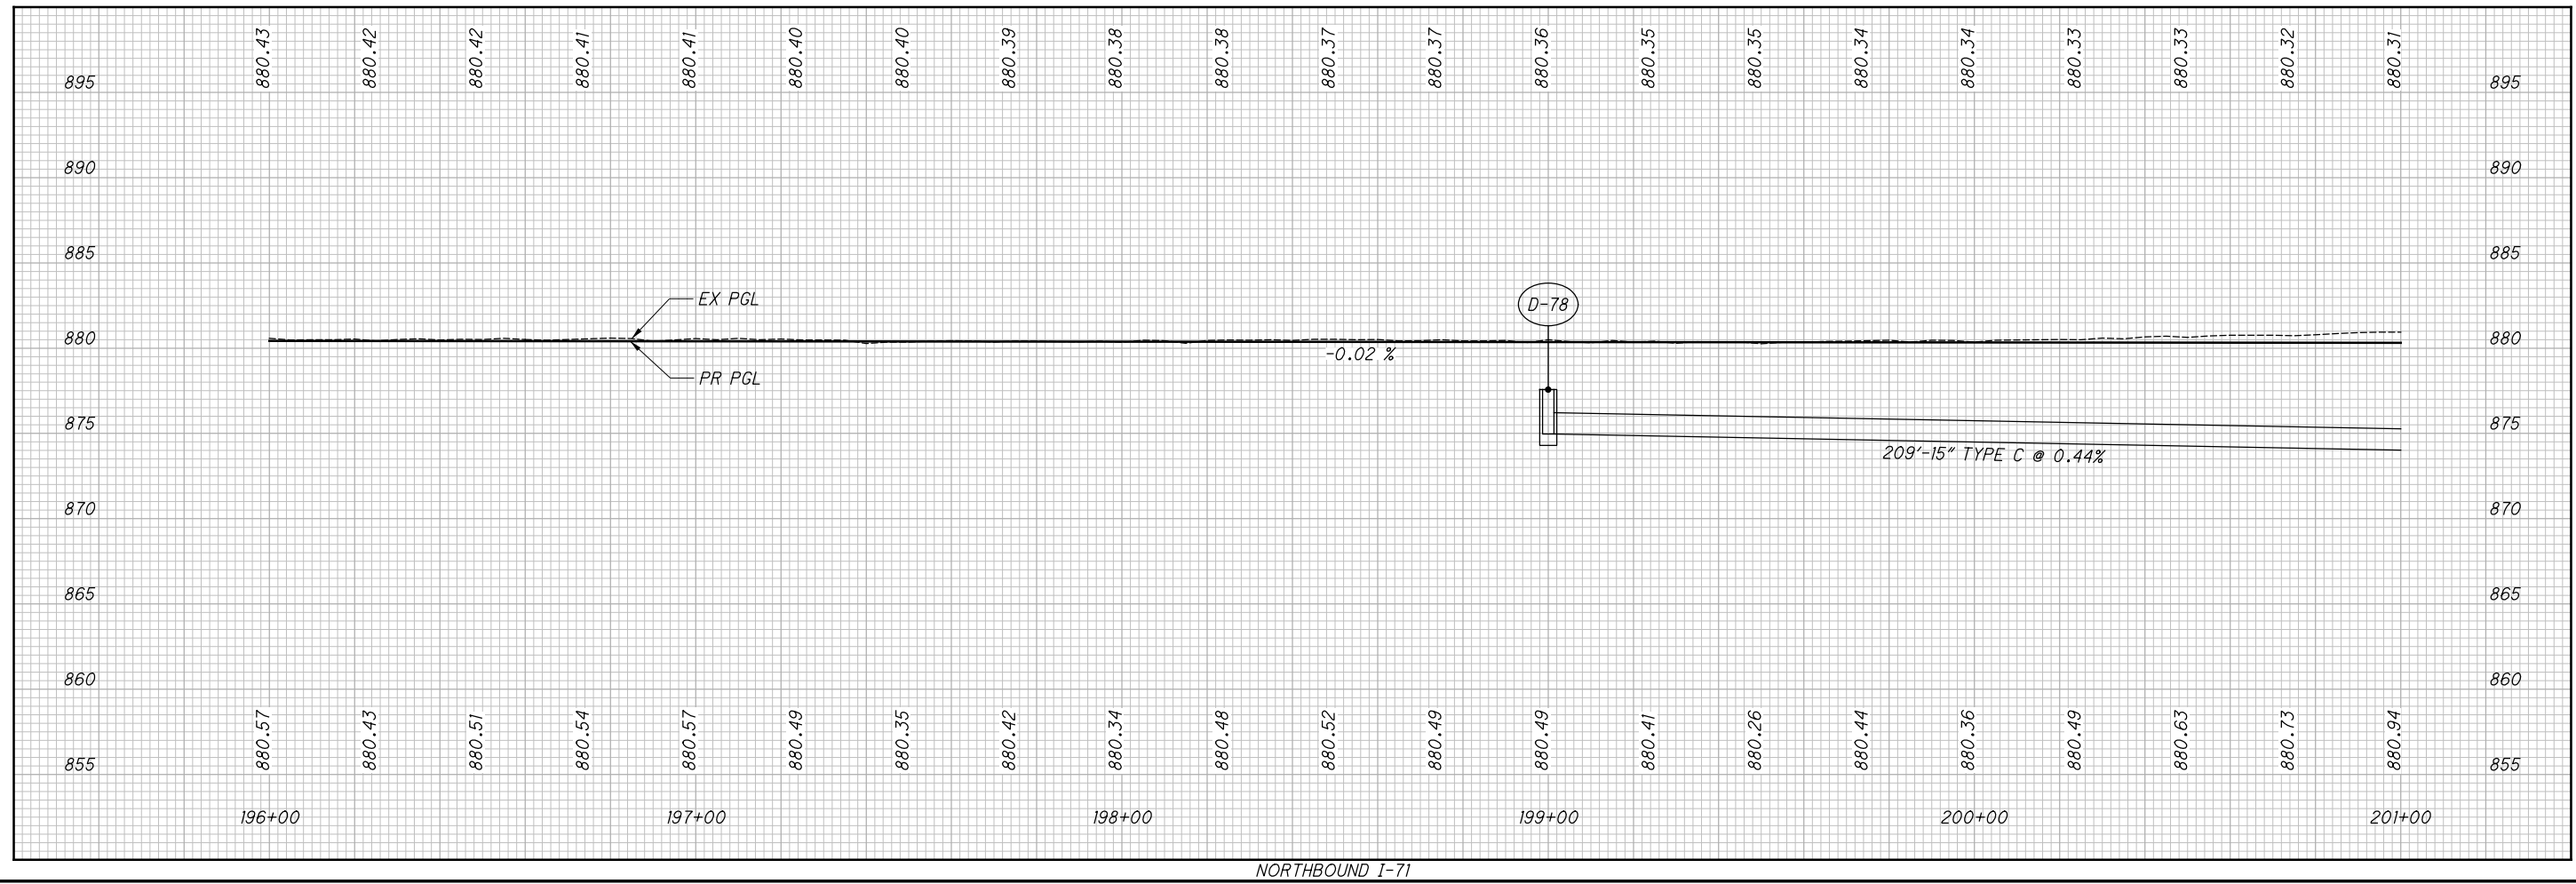 880.43 880.42 880.42 880.41 880.41 880.40 880.40 880.39 880.38 880.38 880.37 880.37 880.36 880.35 880.35 880.34 880.34 880.33 880.33 880.32 880.31
895 895
890 890
885 885
EX PGL
D-78
880 880
-0.02 %
PR PGL
875 875
209'-15" TYPE C @ 0.44%
870 870
865 865
860 860
880.57 880.43 880.51 880.54 880.57 880.49 880.35 880.42 880.34 880.48 880.52 880.49 880.49 880.41 880.26 880.44 880.36 880.49 880.63 880.73 880.94
855 855
196+00 197+00 198+00 199+00 200+00 201+00
NORTHBOUND I-71